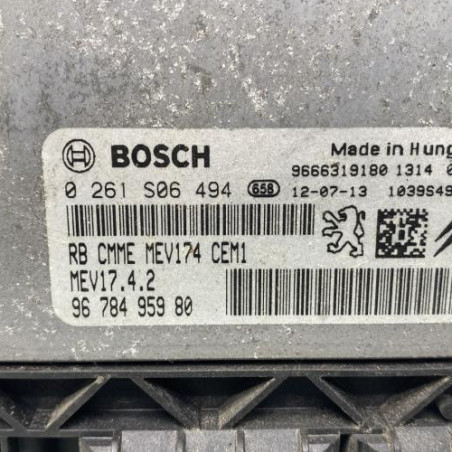 BOSCH
Made in Hung
9666319180 1314 0
0 261 S06 494 658 12-07-13 1039S49
RB CMME MEV174 CEM1
MEV17.4.2
96 784 959 80